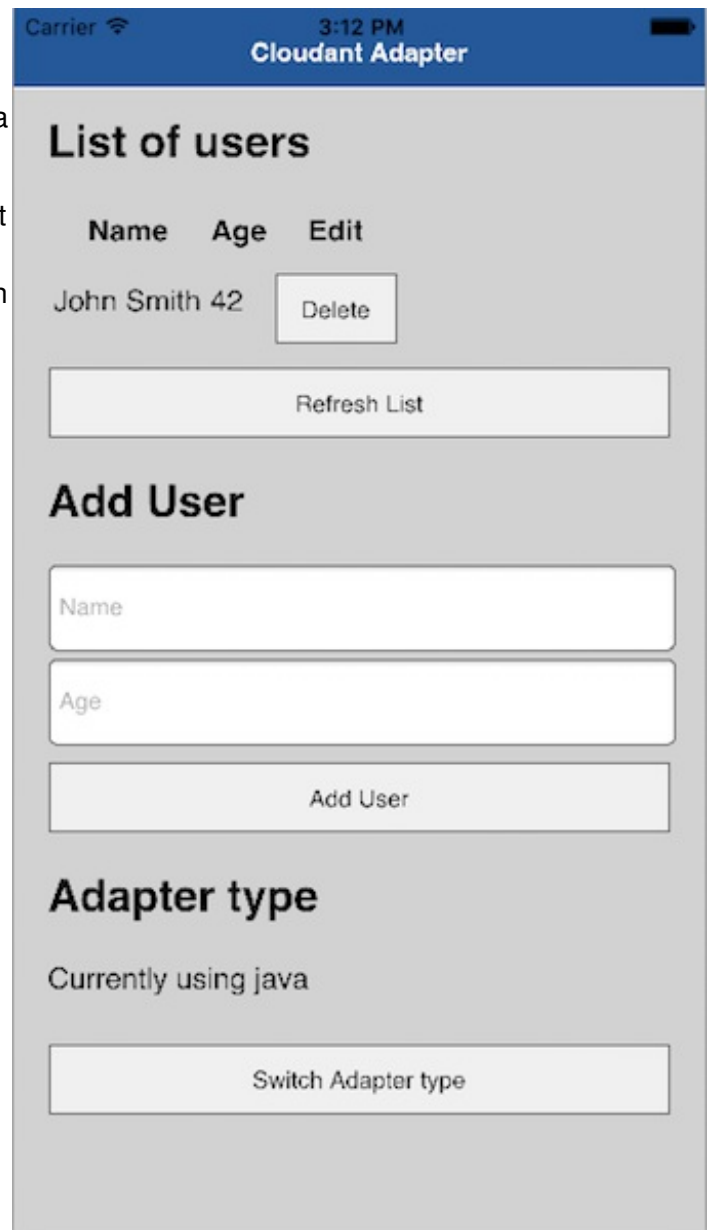 Carrier 3:12 PM
Cloudant Adapter
a
List of users
t
Name Age Edit
n
John Smith 42 Delete
Refresh List
Add User
Name
Age
Add User
Adapter type
Currently using java
Switch Adapter type